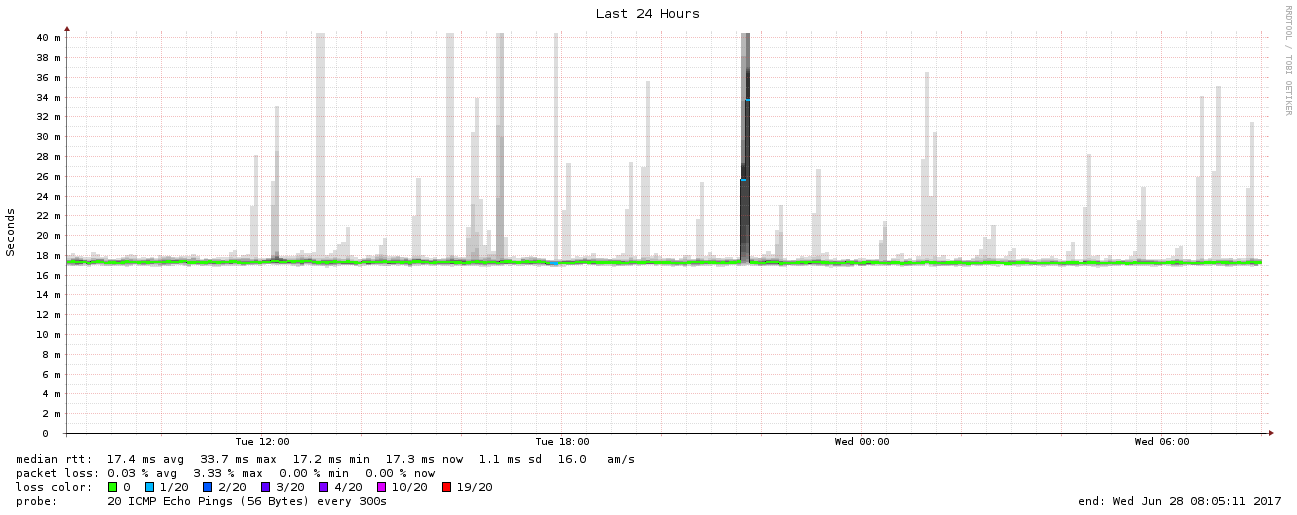 Last 24 Hours
RRDTOOL / TOBI OETIKER
Seconds
40 m
38 m
36 m
34 m
32 m
30 m
28 m
26 m
24 m
22 m
20 m
18 m
16 m
14 m
12 m
10 m
8 m
6 m
4 m
2 m
0
Tue 12:00 Tue 18:00 Wed 00:00 Wed 06:00
median rtt: 17.4 ms avg 33.7 ms max 17.2 ms min 17.3 ms now 1.1 ms sd 16.0 am/s
packet loss: 0.03 % avg 3.33 % max 0.00 % min 0.00 % now
loss color: 0 1/20 2/20 3/20 4/20 10/20 19/20
probe: 20 ICMP Echo Pings (56 Bytes) every 300s end: Wed Jun 28 08:05:11 2017